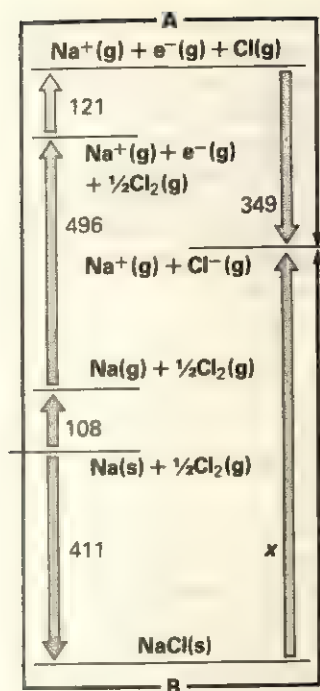 A
Na⁺(g) + e⁻(g) + Cl(g)
121
Na⁺(g) + e⁻(g)
+ ½Cl₂(g)
349
496
Na⁺(g) + Cl⁻(g)
Na(g) + ½Cl₂(g)
108
Na(s) + ½Cl₂(g)
411
x
NaCl(s)
B